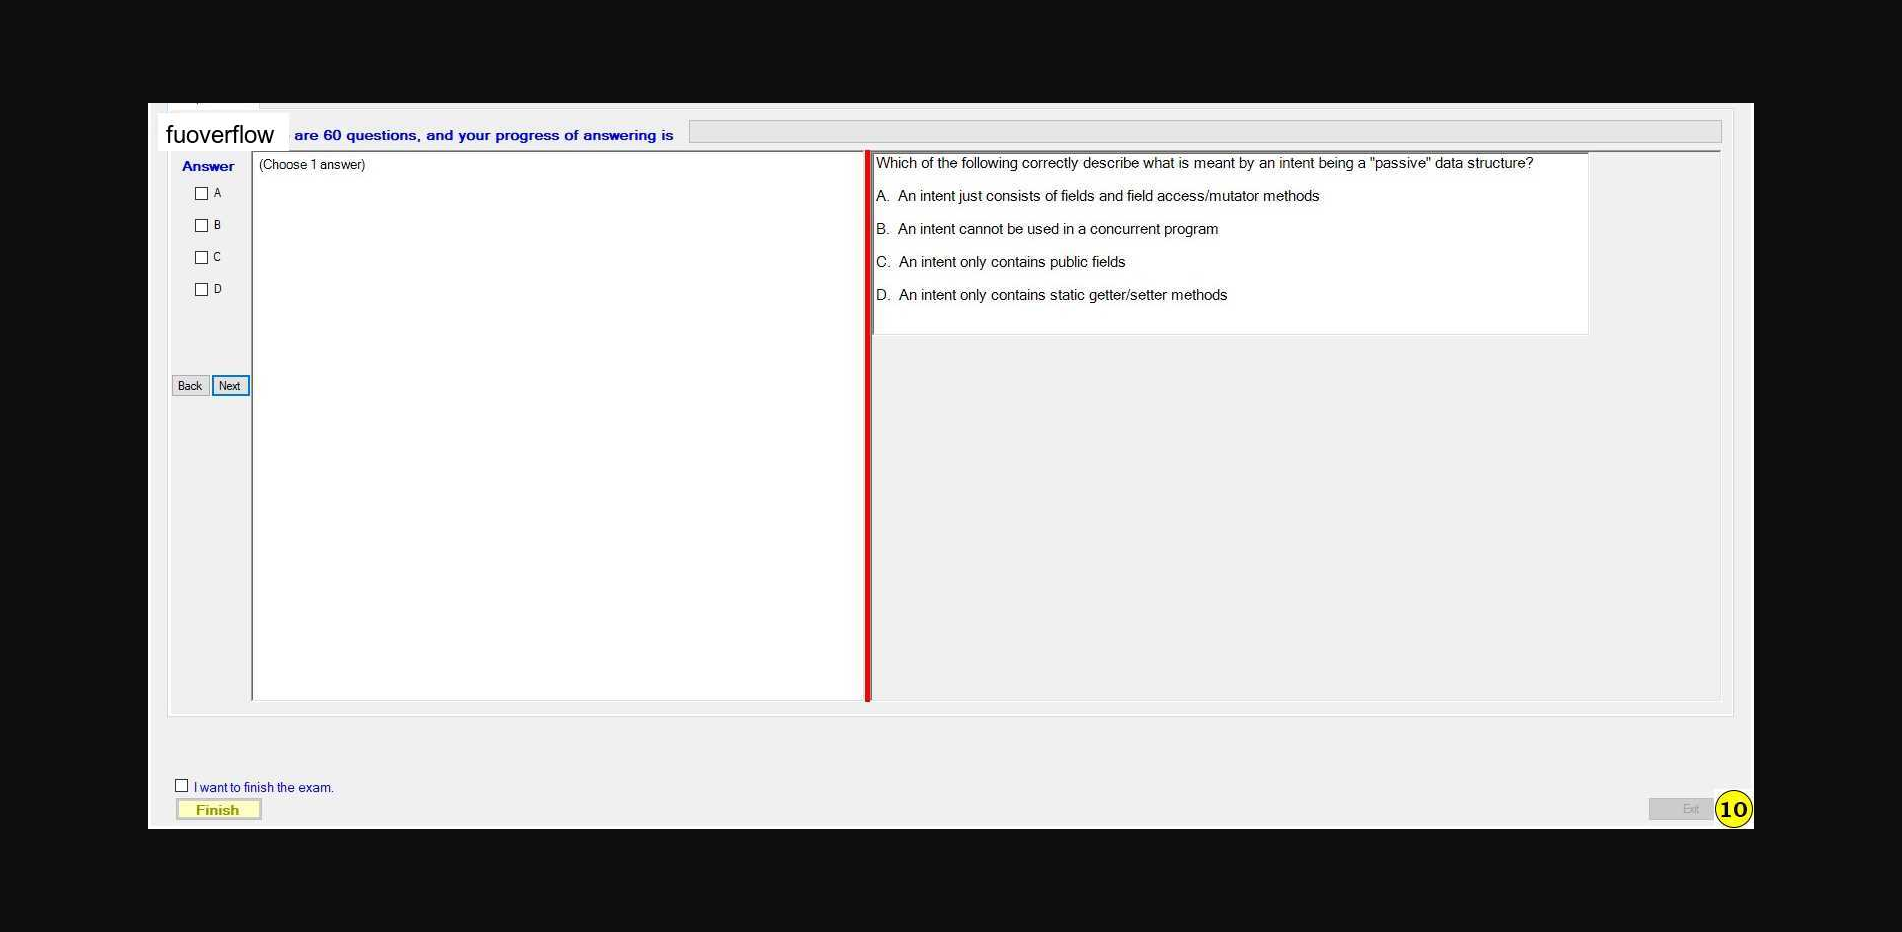 fuoverflow are 60 questions, and your progress of answering is
Answer
(Choose 1 answer)
A
B
C
D
Back Next
Which of the following correctly describe what is meant by an intent being a "passive" data structure?
A. An intent just consists of fields and field access/mutator methods
B. An intent cannot be used in a concurrent program
C. An intent only contains public fields
D. An intent only contains static getter/setter methods
I want to finish the exam.
Finish
Exit
10